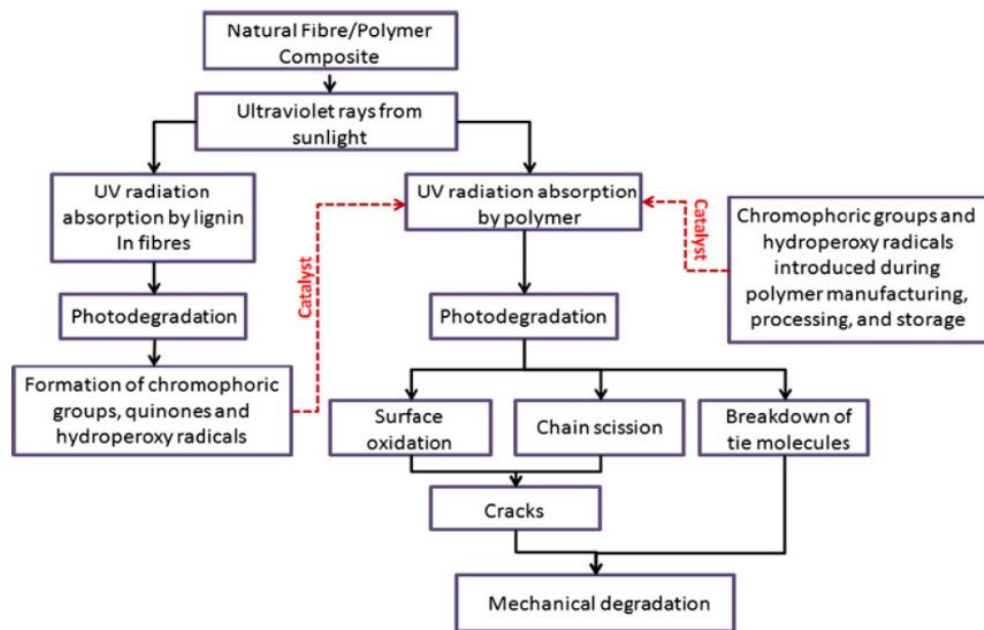 Natural Fibre/Polymer
Composite
Ultraviolet rays from
sunlight
UV radiation
absorption by lignin
In fibres
UV radiation absorption
by polymer
Chromophoric groups and
hydroperoxy radicals
introduced during
polymer manufacturing,
processing, and storage
Catalyst
Catalyst
Photodegradation
Photodegradation
Formation of chromophoric
groups, quinones and
hydroperoxy radicals
Surface
oxidation
Chain scission
Breakdown of
tie molecules
Cracks
Mechanical degradation